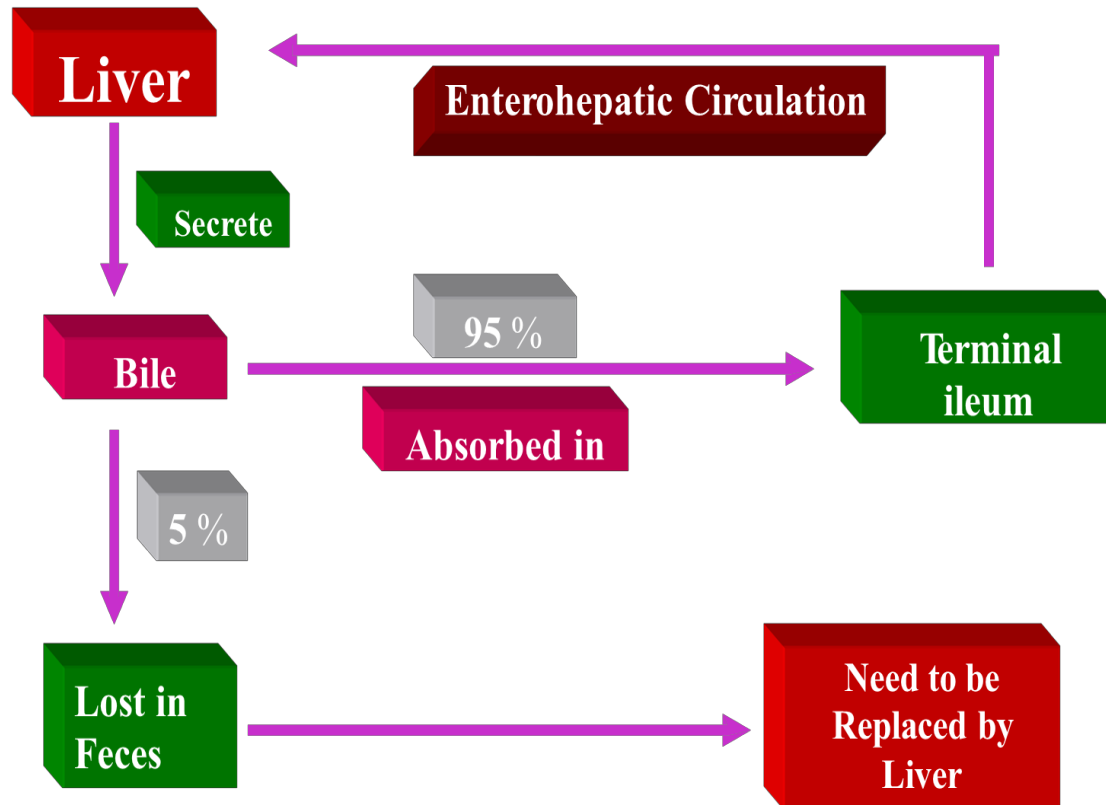 Liver
Enterohepatic Circulation
Secrete
95 %
Bile
Absorbed in
Terminal
ileum
5 %
Lost in
Feces
Need to be
Replaced by
Liver